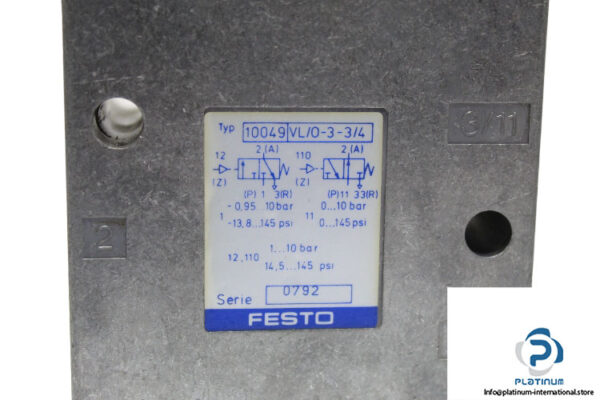 Typ 10049 VL/O-3-3/4
2(A) 2(A)
12 110
(Z) (Z)
(P) 1 3(R) (P)11 33(R)
1 -0,95...10 bar 11 0...10 bar
-13,8...145 psi 0...145 psi
12,110 1...10 bar
14,5...145 psi
Serie 0792
FESTO
2
3/11
PLATINUM
Info@platinum-international.store